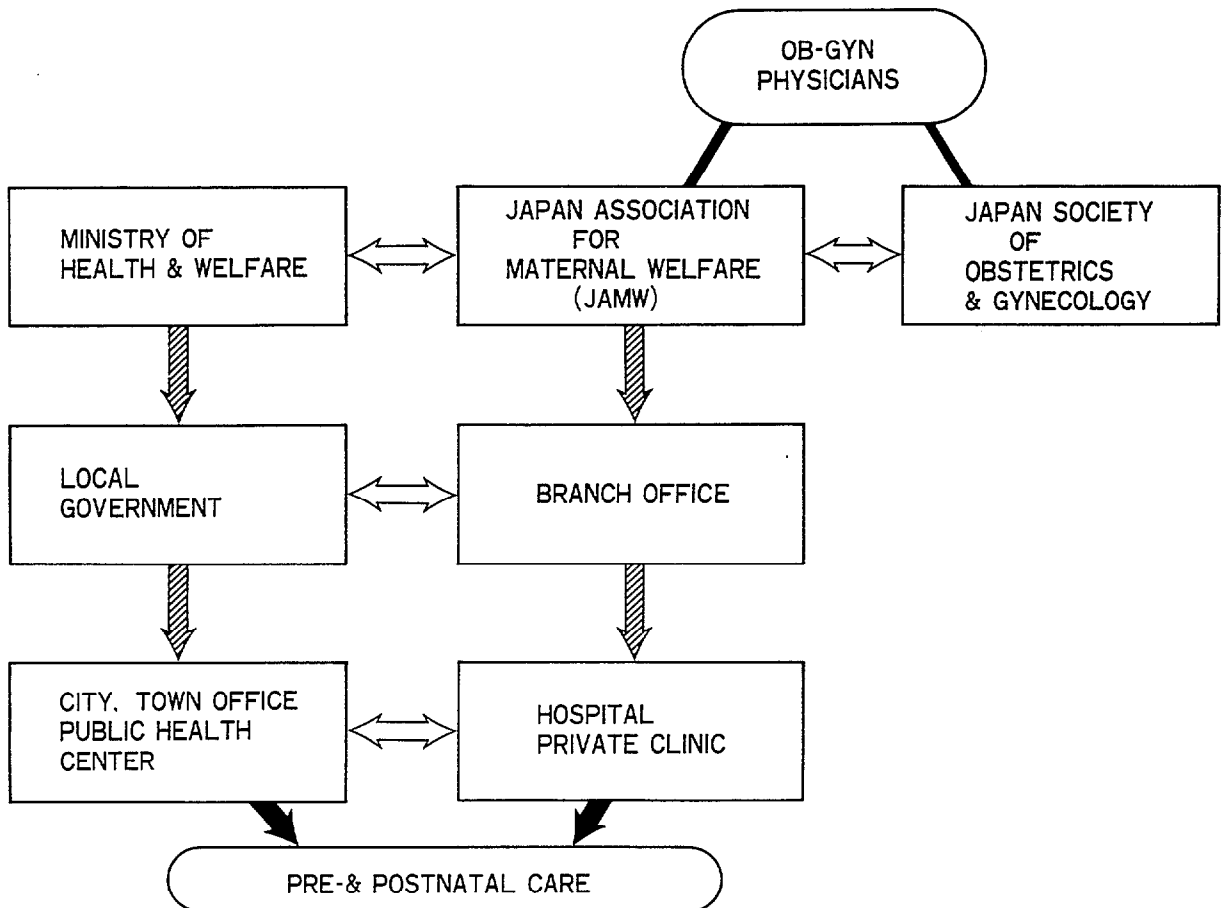 OB-GYN
PHYSICIANS
MINISTRY OF
HEALTH & WELFARE
JAPAN ASSOCIATION
FOR
MATERNAL WELFARE
(JAMW)
JAPAN SOCIETY
OF
OBSTETRICS
& GYNECOLOGY
LOCAL
GOVERNMENT
BRANCH OFFICE
CITY. TOWN OFFICE
PUBLIC HEALTH
CENTER
HOSPITAL
PRIVATE CLINIC
PRE-& POSTNATAL CARE